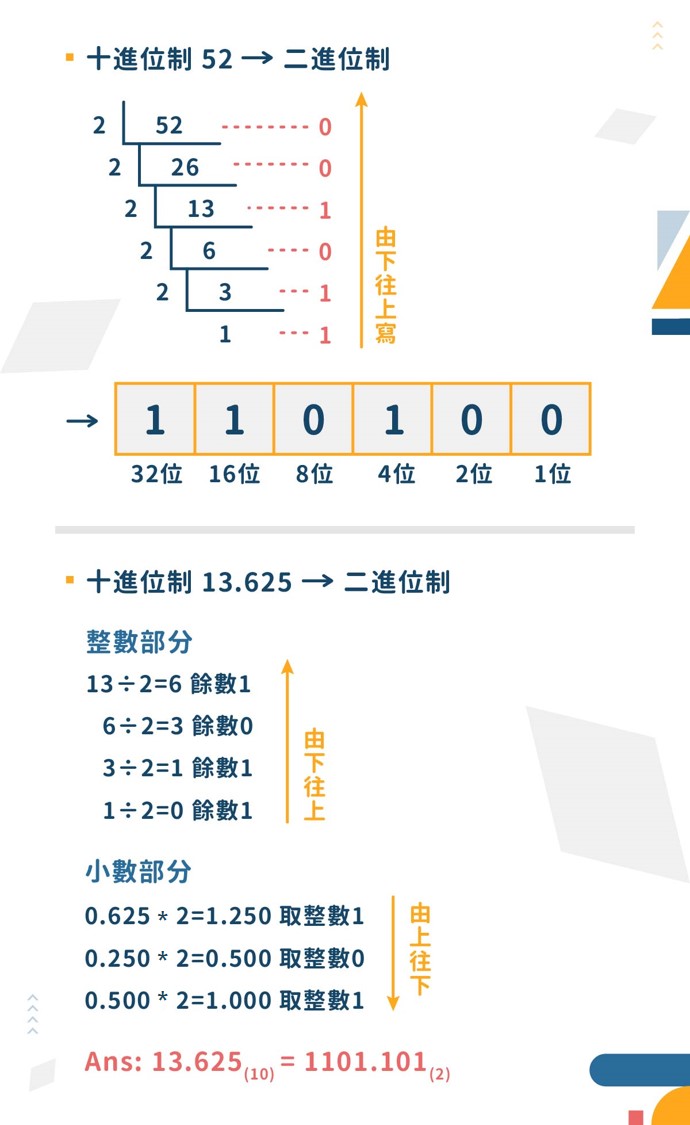 十進位制 52 → 二進位制
2 52 -------- 0
2 26 ------- 0
2 13 ------ 1
2 6 ---- 0
2 3 --- 1
1 --- 1
由下往上寫
→ 1 1 0 1 0 0
32位 16位 8位 4位 2位 1位
十進位制 13.625 → 二進位制
整數部分
13÷2=6 餘數1
6÷2=3 餘數0
3÷2=1 餘數1
1÷2=0 餘數1
由下往上
小數部分
0.625 * 2=1.250 取整數1
0.250 * 2=0.500 取整數0
0.500 * 2=1.000 取整數1
由上往下
Ans: 13.625(10) = 1101.101(2)